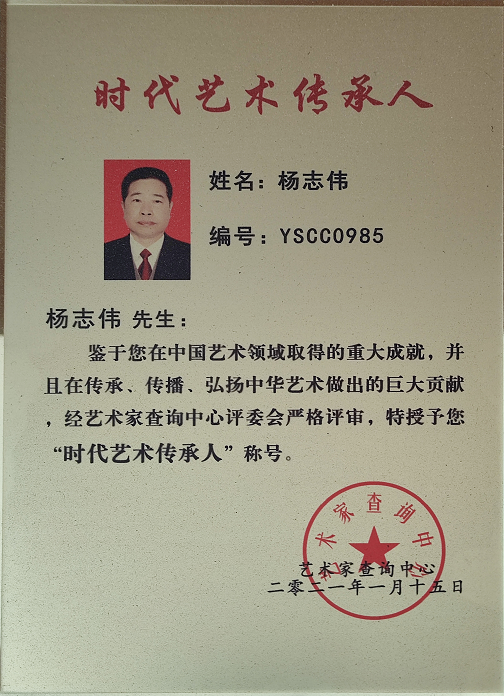 时代艺术传承人
姓名：杨志伟
编号：YSCC0985
杨志伟 先生：
鉴于您在中国艺术领域取得的重大成就，并
且在传承、传播、弘扬中华艺术做出的巨大贡献
，经艺术家查询中心评委会严格评审，特授予您
“时代艺术传承人”称号。
艺术家查询中心
艺术家查询中心
二零二一年一月十五日